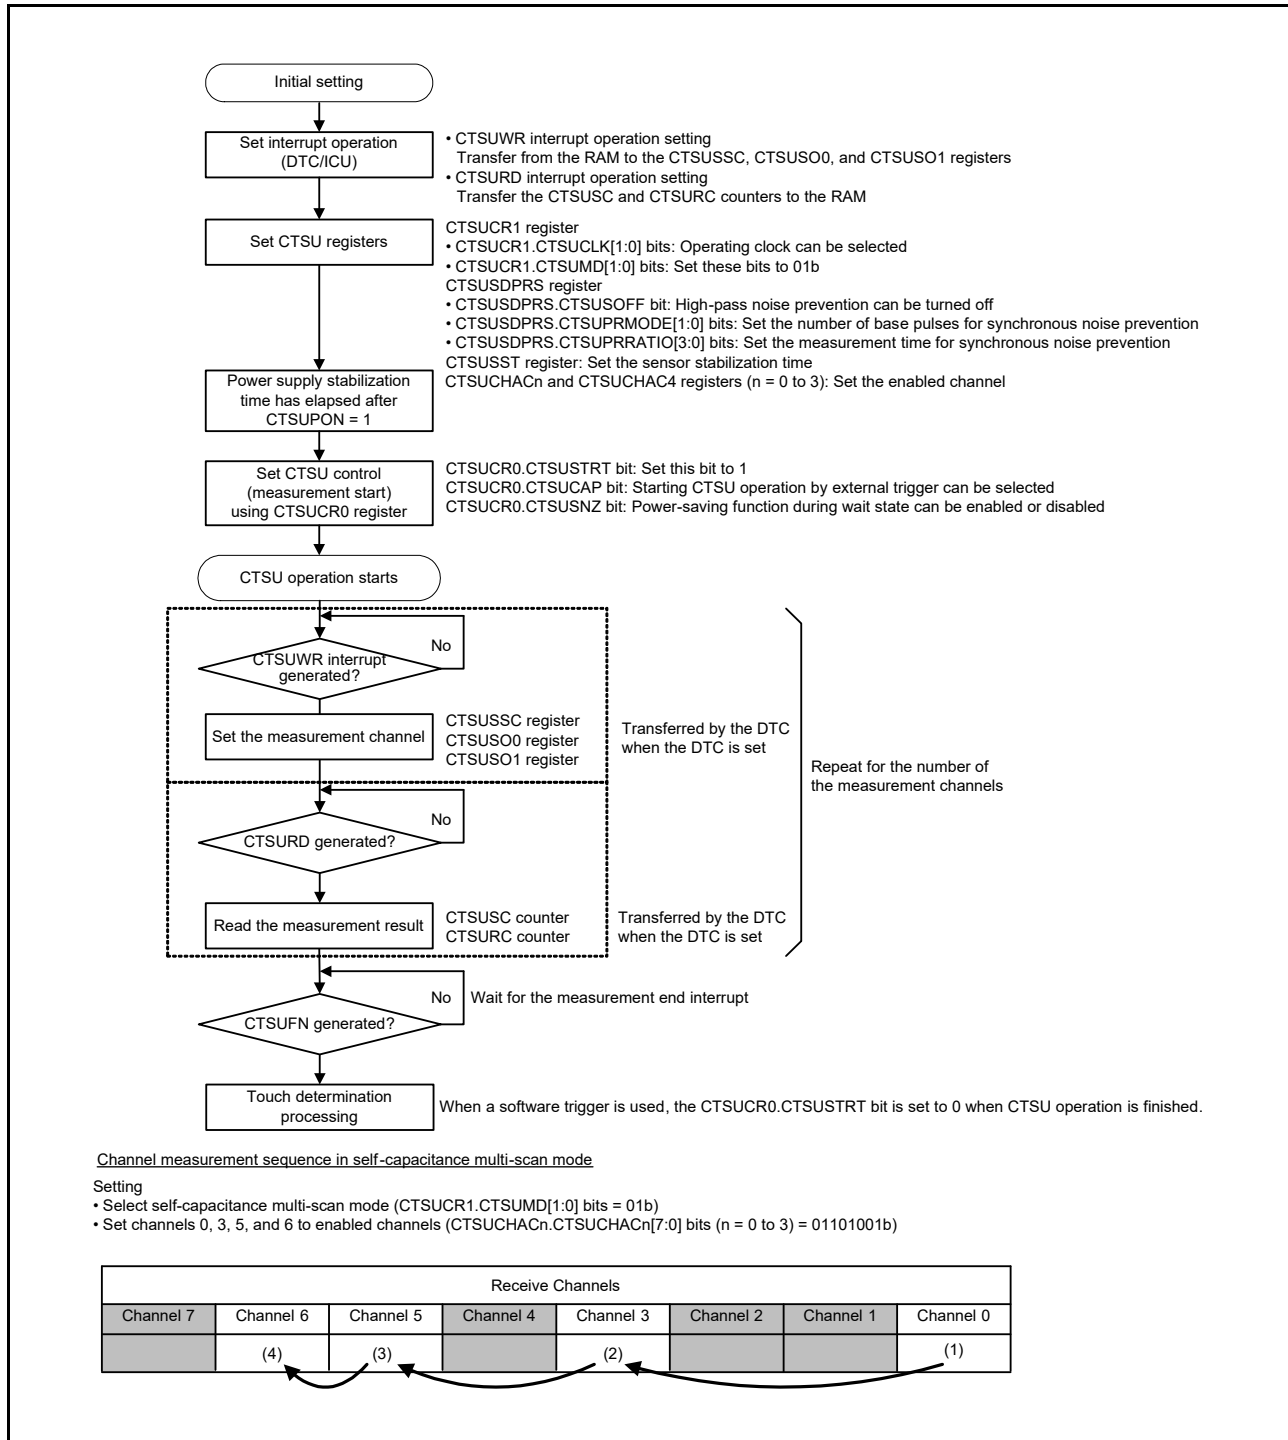 Initial setting
Set interrupt operation
(DTC/ICU)
• CTSUWR interrupt operation setting
Transfer from the RAM to the CTSUSSC, CTSUSO0, and CTSUSO1 registers
• CTSURD interrupt operation setting
Transfer the CTSUSC and CTSURC counters to the RAM
Set CTSU registers
CTSUCR1 register
• CTSUCR1.CTSUCLK[1:0] bits: Operating clock can be selected
• CTSUCR1.CTSUMD[1:0] bits: Set these bits to 01b
CTSUSDPRS register
• CTSUSDPRS.CTSUSOFF bit: High-pass noise prevention can be turned off
• CTSUSDPRS.CTSUPRMODE[1:0] bits: Set the number of base pulses for synchronous noise prevention
• CTSUSDPRS.CTSUPRRATIO[3:0] bits: Set the measurement time for synchronous noise prevention
CTSUSST register: Set the sensor stabilization time
CTSUCHACn and CTSUCHAC4 registers (n = 0 to 3): Set the enabled channel
Power supply stabilization
time has elapsed after
CTSUPON = 1
Set CTSU control
(measurement start)
using CTSUCR0 register
CTSUCR0.CTSUSTRT bit: Set this bit to 1
CTSUCR0.CTSUCAP bit: Starting CTSU operation by external trigger can be selected
CTSUCR0.CTSUSNZ bit: Power-saving function during wait state can be enabled or disabled
CTSU operation starts
No
CTSUWR interrupt
generated?
Set the measurement channel
CTSUSSC register
CTSUSO0 register
CTSUSO1 register
Transferred by the DTC
when the DTC is set
Repeat for the number of
the measurement channels
No
CTSURD generated?
Read the measurement result
CTSUSC counter
CTSURC counter
Transferred by the DTC
when the DTC is set
No
Wait for the measurement end interrupt
CTSUFN generated?
Touch determination
processing
When a software trigger is used, the CTSUCR0.CTSUSTRT bit is set to 0 when CTSU operation is finished.
Channel measurement sequence in self-capacitance multi-scan mode
Setting
• Select self-capacitance multi-scan mode (CTSUCR1.CTSUMD[1:0] bits = 01b)
• Set channels 0, 3, 5, and 6 to enabled channels (CTSUCHACn.CTSUCHACn[7:0] bits (n = 0 to 3) = 01101001b)
Receive Channels
Channel 7 Channel 6 Channel 5 Channel 4 Channel 3 Channel 2 Channel 1 Channel 0
(4) (3) (2) (1)